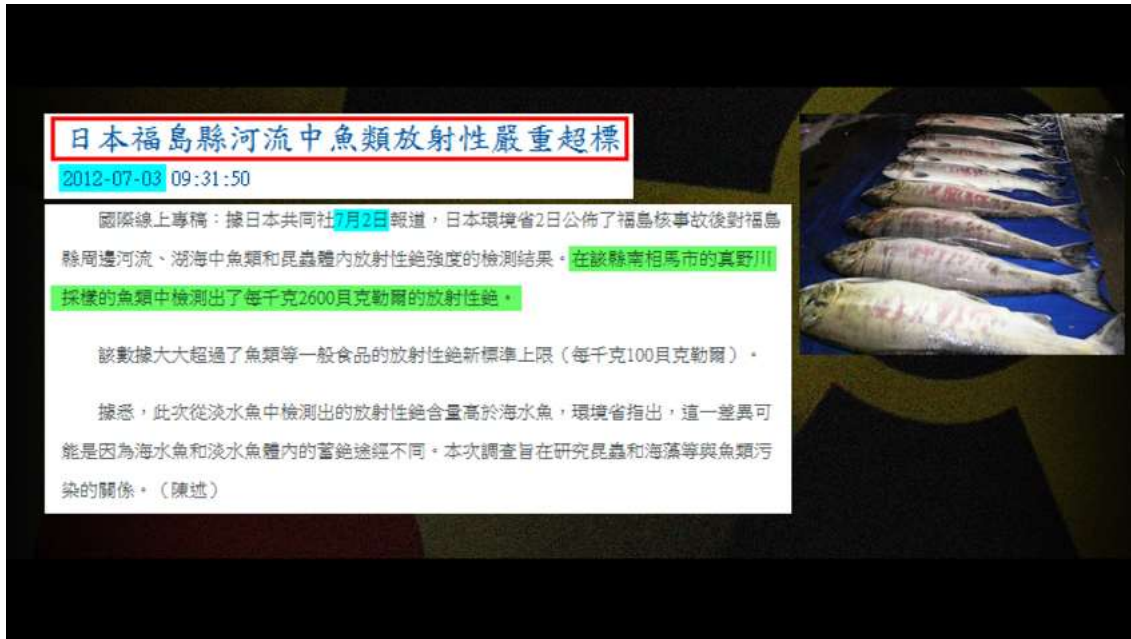 日本福島縣河流中魚類放射性嚴重超標
2012-07-03 09:31:50
國際線上專稿：據日本共同社7月2日報道，日本環境省2日公佈了福島核事故後對福島
縣周邊河流、湖海中魚類和昆蟲體內放射性銫強度的檢測結果。在該縣南相馬市的真野川
採樣的魚類中檢測出了每千克2600貝克勒爾的放射性銫。
該數據大大超過了魚類等一般食品的放射性銫新標準上限（每千克100貝克勒爾）。
據悉，此次從淡水魚中檢測出的放射性銫含量高於海水魚，環境省指出，這一差異可
能是因為海水魚和淡水魚體內的蓄銫途經不同。本次調查旨在研究昆蟲和海藻等與魚類污
染的關係。（陳述）